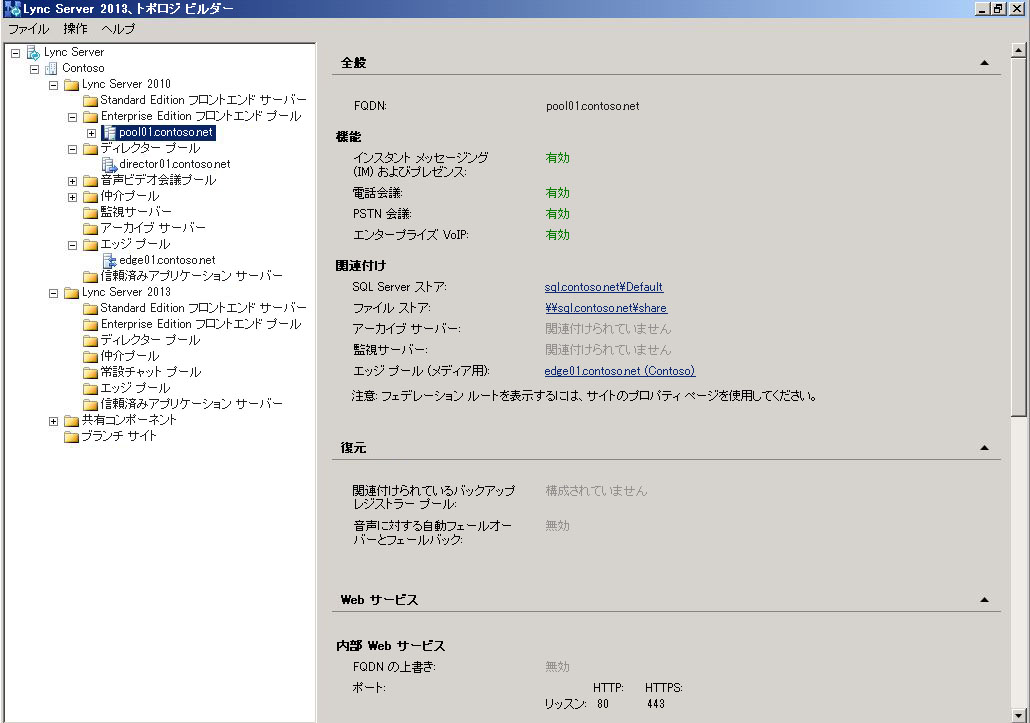 Lync Server 2013、トポロジ ビルダー
ファイル 操作 ヘルプ
Lync Server
Contoso
Lync Server 2010
Standard Edition フロントエンド サーバー
Enterprise Edition フロントエンド プール
pool01.contoso.net
ディレクター プール
director01.contoso.net
音声ビデオ会議プール
仲介プール
監視サーバー
アーカイブ サーバー
エッジ プール
edge01.contoso.net
信頼済みアプリケーション サーバー
Lync Server 2013
Standard Edition フロントエンド サーバー
Enterprise Edition フロントエンド プール
ディレクター プール
仲介プール
常設チャット プール
エッジ プール
信頼済みアプリケーション サーバー
共有コンポーネント
ブランチ サイト
全般
FQDN: pool01.contoso.net
機能
インスタント メッセージング 有効
(IM) およびプレゼンス:
電話会議: 有効
PSTN 会議: 有効
エンタープライズ VoIP: 有効
関連付け
SQL Server ストア: sql.contoso.net¥Default
ファイル ストア: ¥¥sql.contoso.net¥share
アーカイブ サーバー: 関連付けられていません
監視サーバー: 関連付けられていません
エッジ プール (メディア用): edge01.contoso.net (Contoso)
注意: フェデレーション ルートを表示するには、サイトのプロパティ ページを使用してください。
復元
関連付けられているバックアップ 構成されていません
レジストラー プール:
音声に対する自動フェールオー 無効
バーとフェールバック:
Web サービス
内部 Web サービス
FQDN の上書き: 無効
ポート: HTTP: HTTPS:
リッスン: 80 443